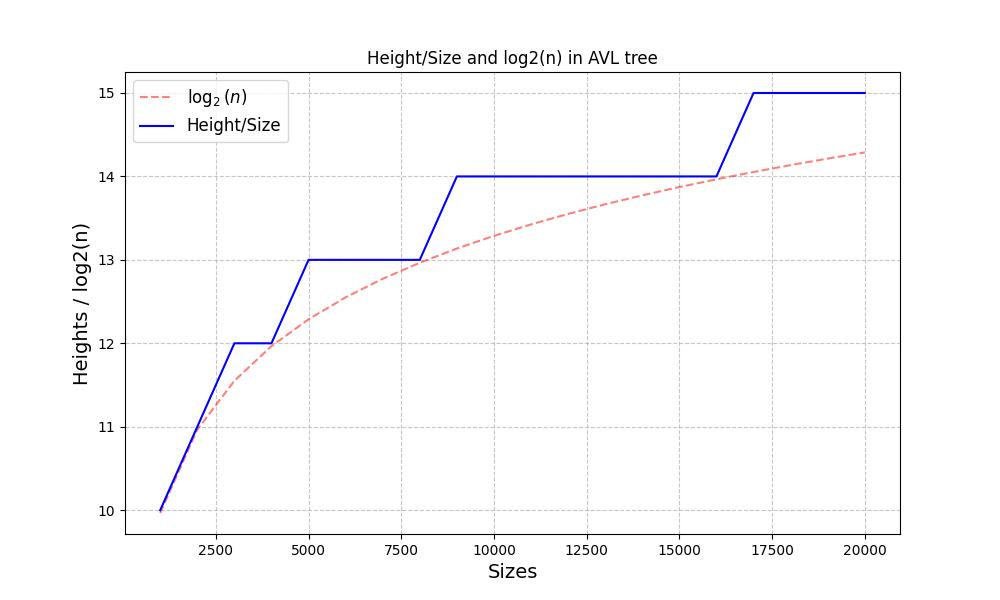 Height/Size and log2(n) in AVL tree
log₂(n)
Height/Size
Heights / log2(n)
15
14
13
12
11
10
2500 5000 7500 10000 12500 15000 17500 20000
Sizes